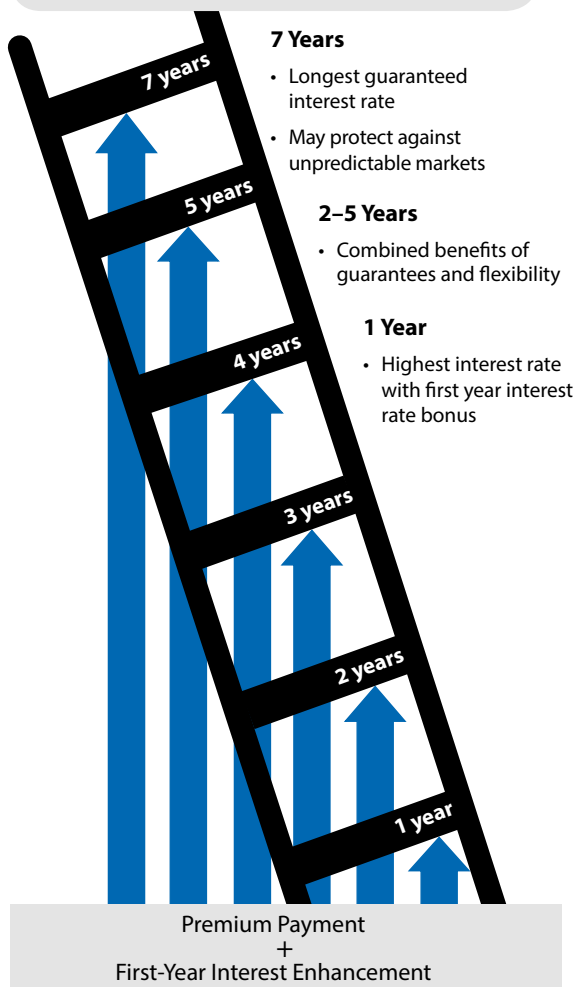 7 Years
• Longest guaranteed
interest rate
• May protect against
unpredictable markets
2–5 Years
• Combined benefits of
guarantees and flexibility
1 Year
• Highest interest rate
with first year interest
rate bonus
7 years
5 years
4 years
3 years
2 years
1 year
Premium Payment
+
First-Year Interest Enhancement